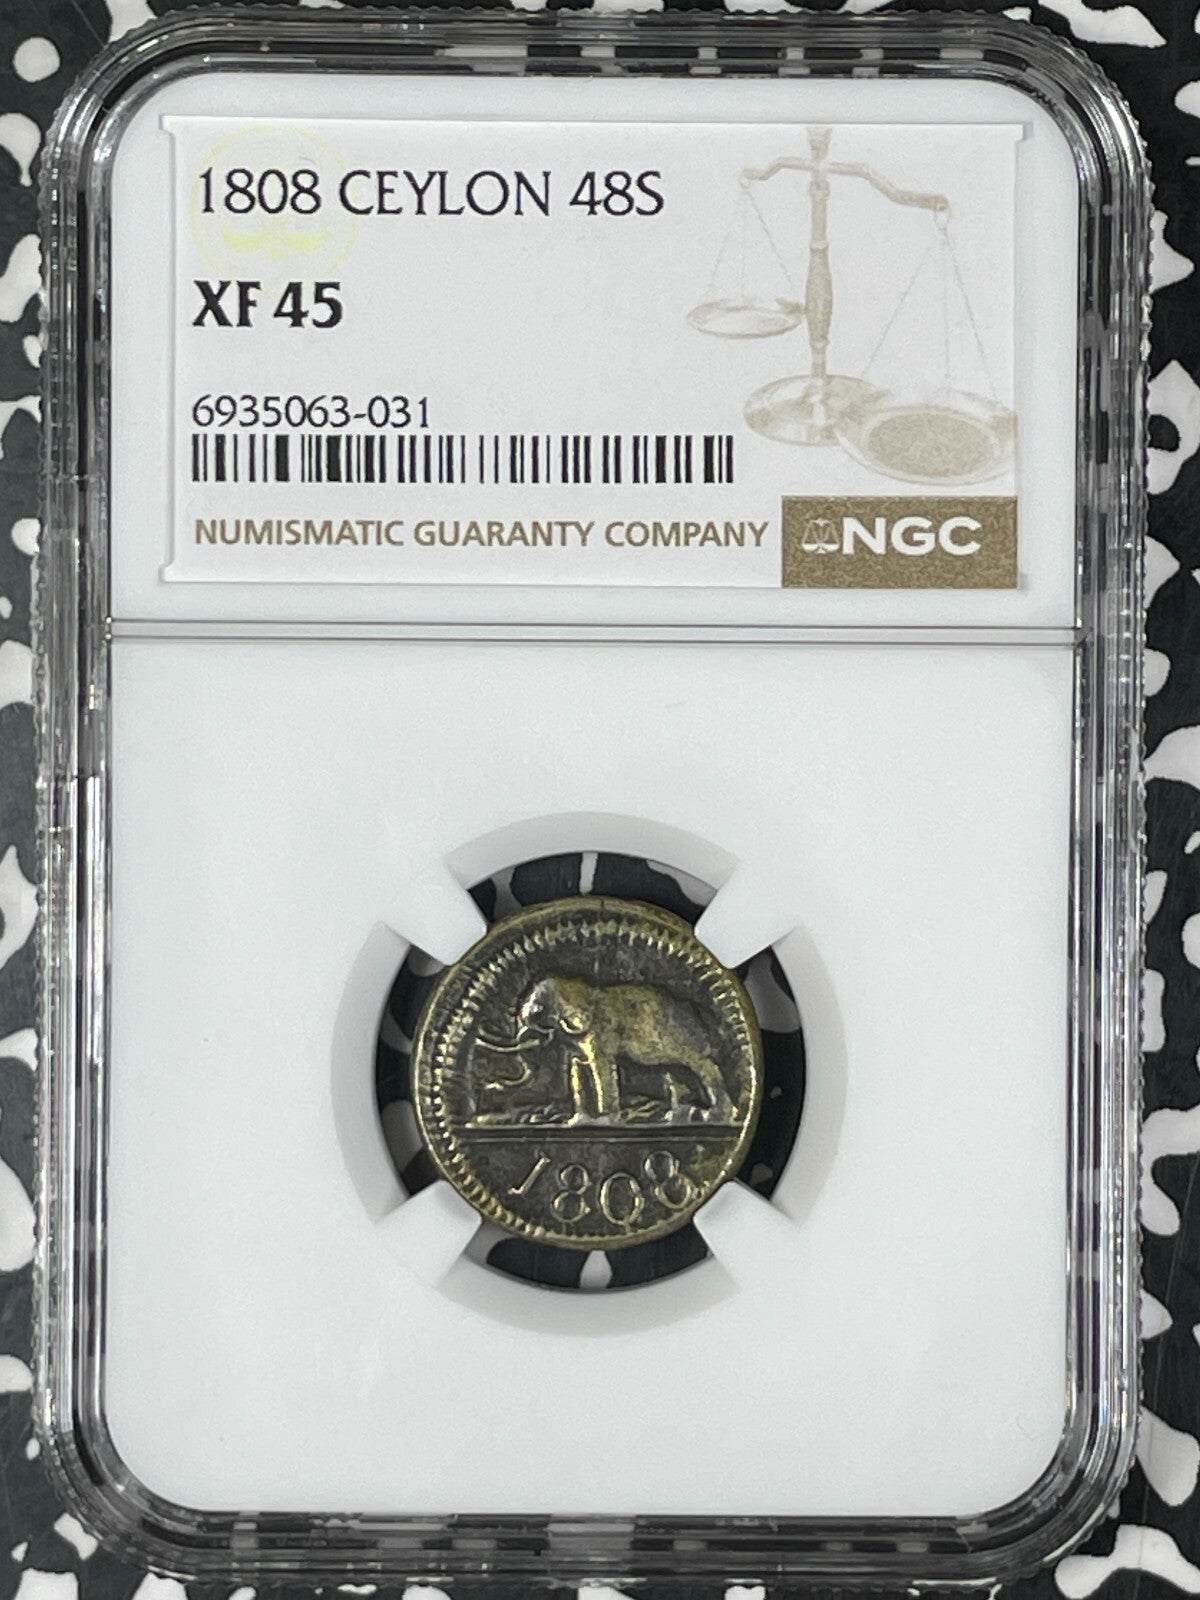 1808 CEYLON 48S
XF 45
6935063-031
NUMISMATIC GUARANTY COMPANY
NGC
1808